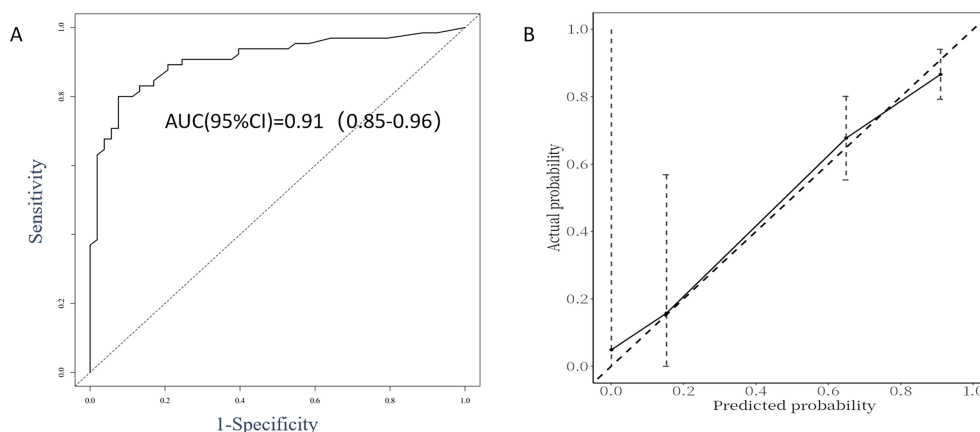 A
1.0
0.8
0.2
0.0
Sensitivity
AUC(95%CI)=0.91（0.85-0.96）
0.0 0.2 0.4 0.6 0.8 1.0
1-Specificity
B
1.0
0.8
0.6
0.4
0.2
0.0
Actual probability
0.0 0.2 0.4 0.6 0.8 1.0
Predicted probability